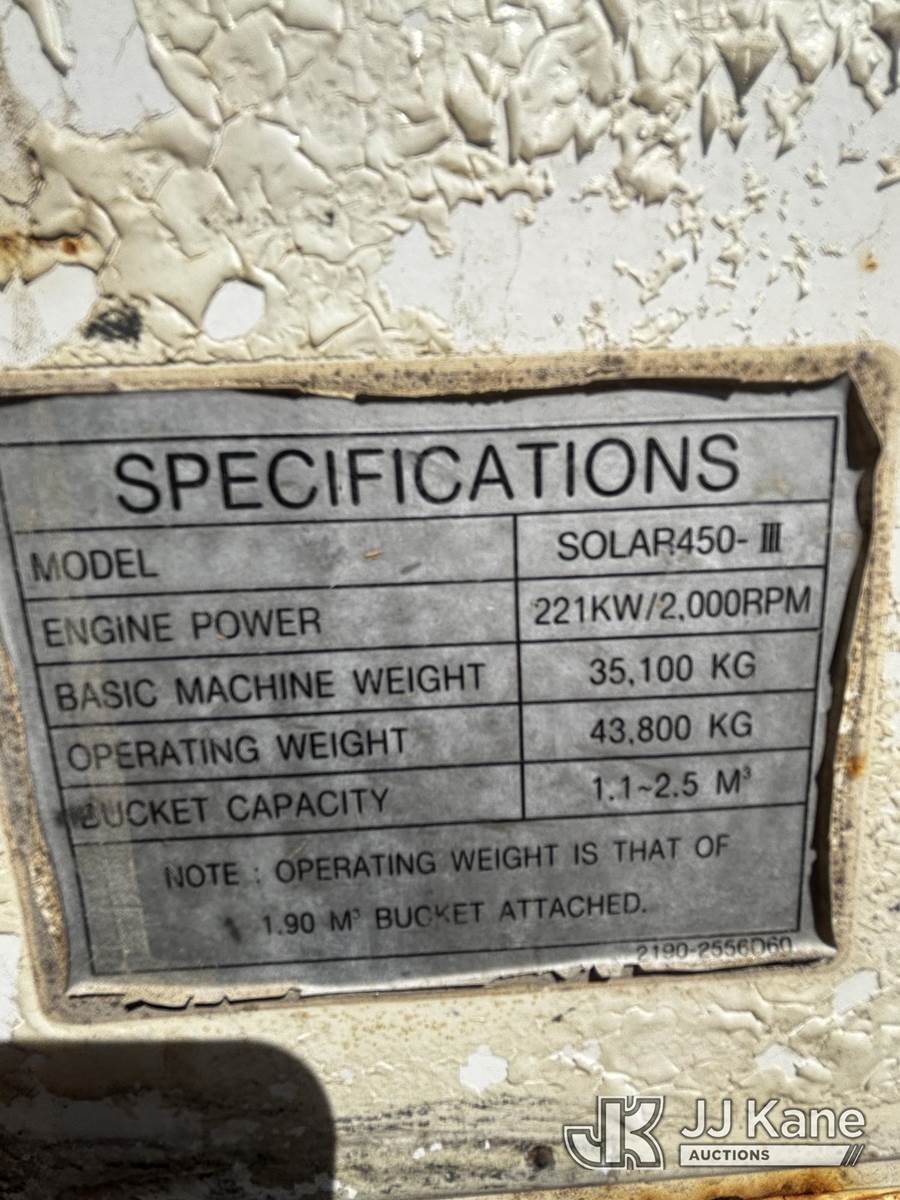 SPECIFICATIONS
MODEL SOLAR450-Ⅲ
ENGINE POWER 221KW/2,000RPM
BASIC MACHINE WEIGHT 35,100 KG
OPERATING WEIGHT 43,800 KG
BUCKET CAPACITY 1.1~2.5 M³
NOTE : OPERATING WEIGHT IS THAT OF
1.90 M³ BUCKET ATTACHED.
2190-2556D60
JK JJ Kane
AUCTIONS